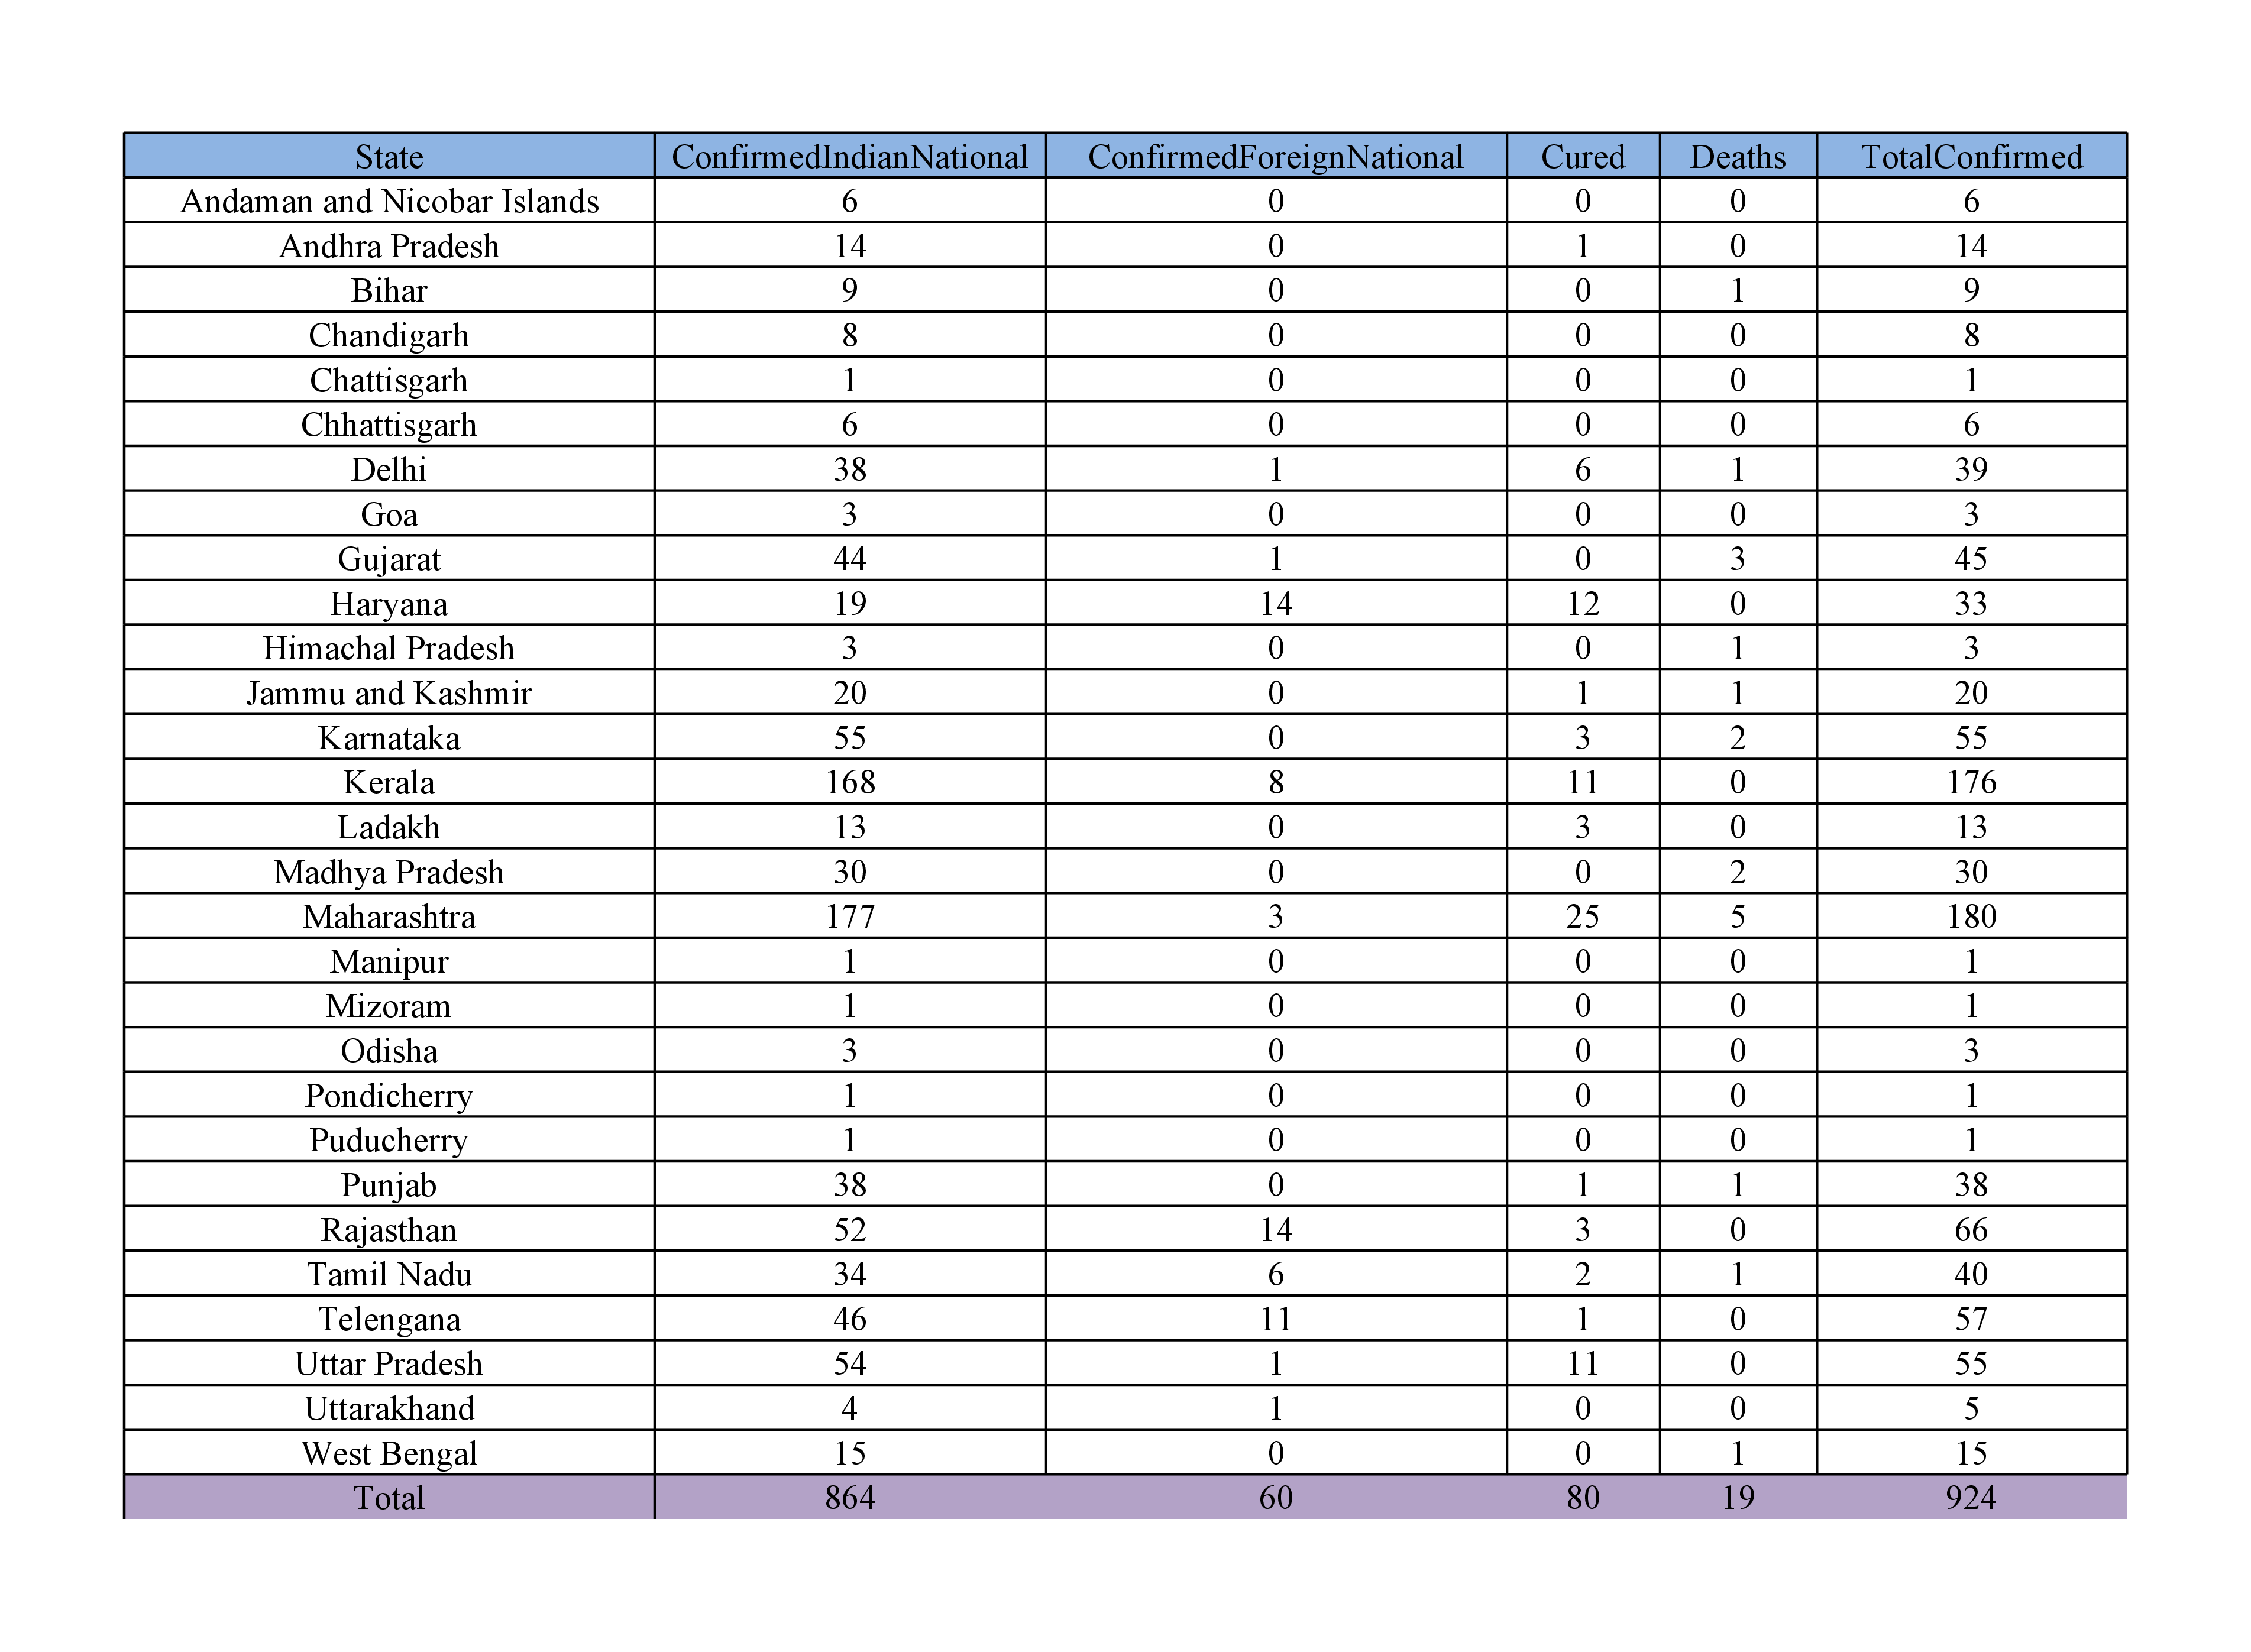 State ConfirmedIndianNational ConfirmedForeignNational Cured Deaths TotalConfirmed
Andaman and Nicobar Islands 6 0 0 0 6
Andhra Pradesh 14 0 1 0 14
Bihar 9 0 0 1 9
Chandigarh 8 0 0 0 8
Chattisgarh 1 0 0 0 1
Chhattisgarh 6 0 0 0 6
Delhi 38 1 6 1 39
Goa 3 0 0 0 3
Gujarat 44 1 0 3 45
Haryana 19 14 12 0 33
Himachal Pradesh 3 0 0 1 3
Jammu and Kashmir 20 0 1 1 20
Karnataka 55 0 3 2 55
Kerala 168 8 11 0 176
Ladakh 13 0 3 0 13
Madhya Pradesh 30 0 0 2 30
Maharashtra 177 3 25 5 180
Manipur 1 0 0 0 1
Mizoram 1 0 0 0 1
Odisha 3 0 0 0 3
Pondicherry 1 0 0 0 1
Puducherry 1 0 0 0 1
Punjab 38 0 1 1 38
Rajasthan 52 14 3 0 66
Tamil Nadu 34 6 2 1 40
Telengana 46 11 1 0 57
Uttar Pradesh 54 1 11 0 55
Uttarakhand 4 1 0 0 5
West Bengal 15 0 0 1 15
Total 864 60 80 19 924